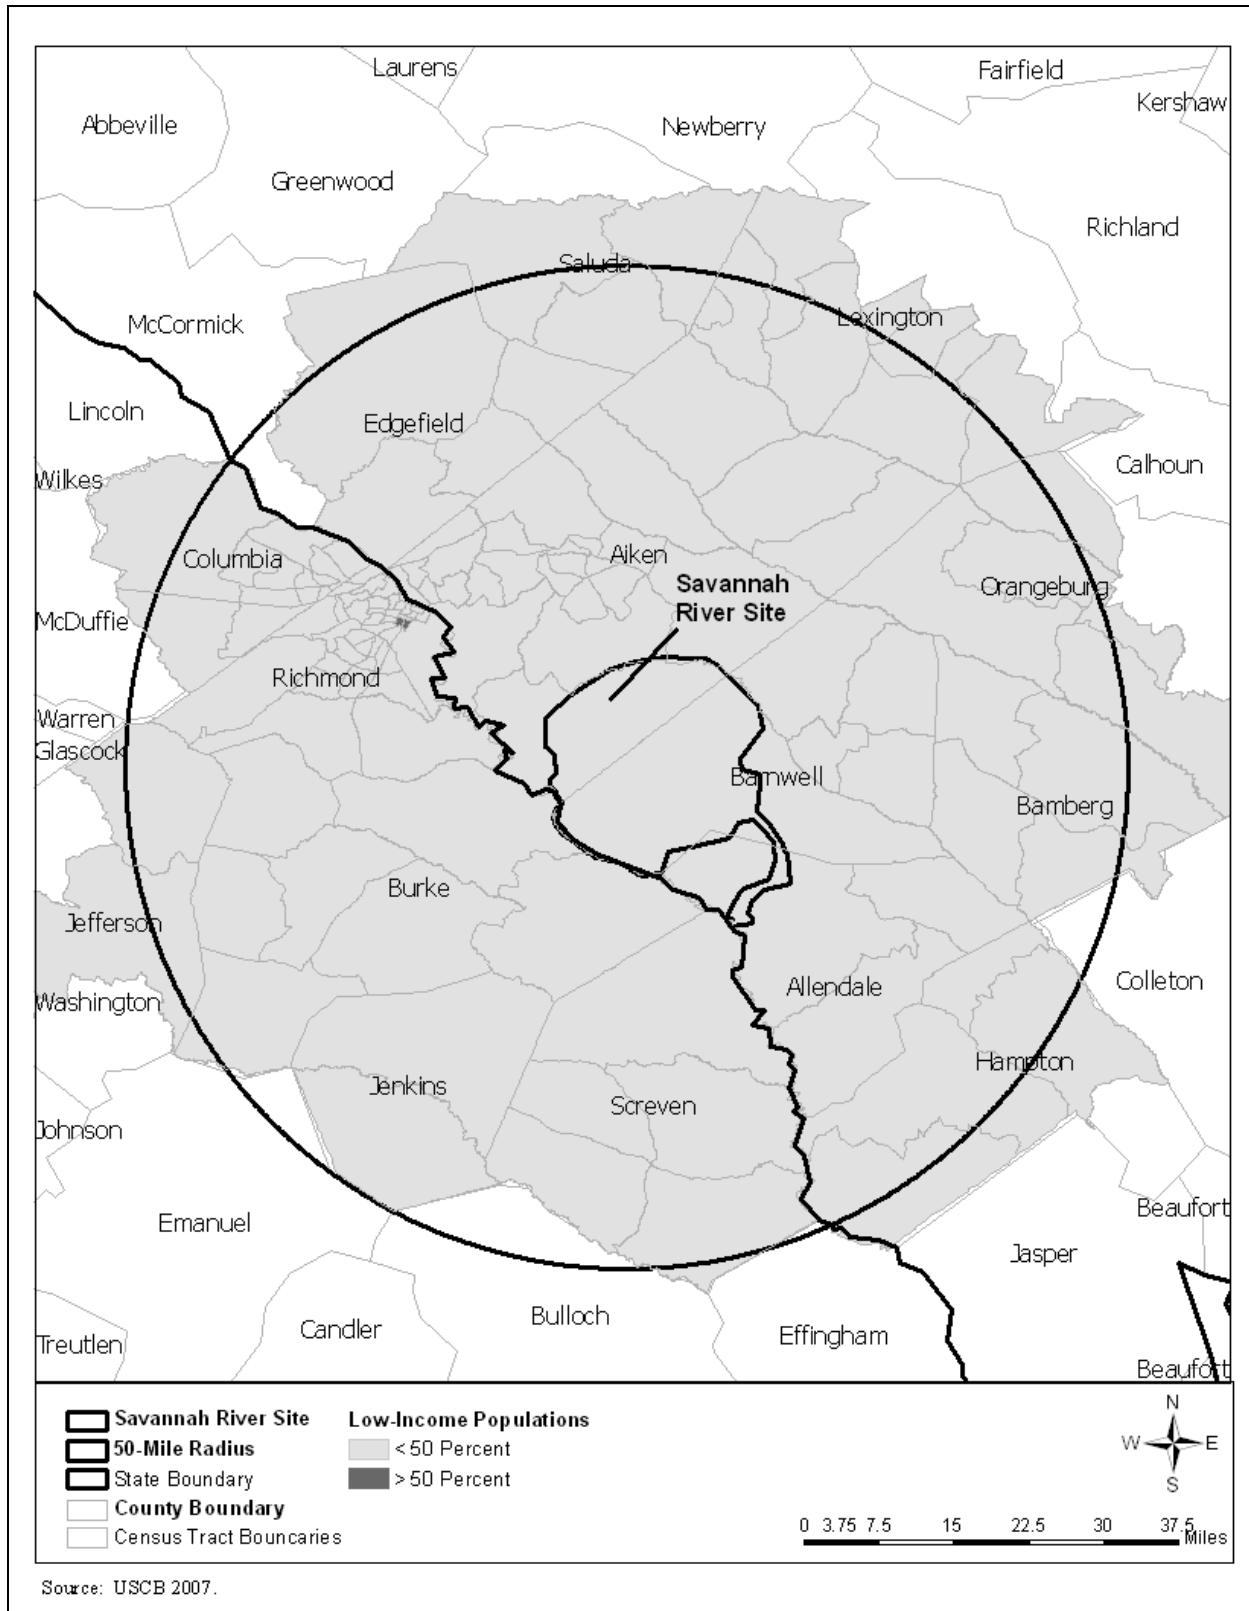 Laurens
Fairfield
Kershaw
Abbeville
Newberry
Greenwood
Richland
Saluda
McCormick
Lexington
Lincoln
Edgefield
Calhoun
Wilkes
Columbia
Aiken
Savannah
River Site
Orangeburg
McDuffie
Richmond
Warren
Glascock
Barnwell
Bamberg
Burke
Jefferson
Washington
Allendale
Colleton
Hampton
Jenkins
Screven
Johnson
Emanuel
Beaufort
Jasper
Bulloch
Candler
Effingham
Treutlen
Beaufort
Savannah River Site
50-Mile Radius
State Boundary
County Boundary
Census Tract Bouncaries
Low-Income Populations
< 50 Percent
> 50 Percent
N
W E
S
0 3.75 7.5 15 22.5 30 37.5
Miles
Source: USCB 2007.